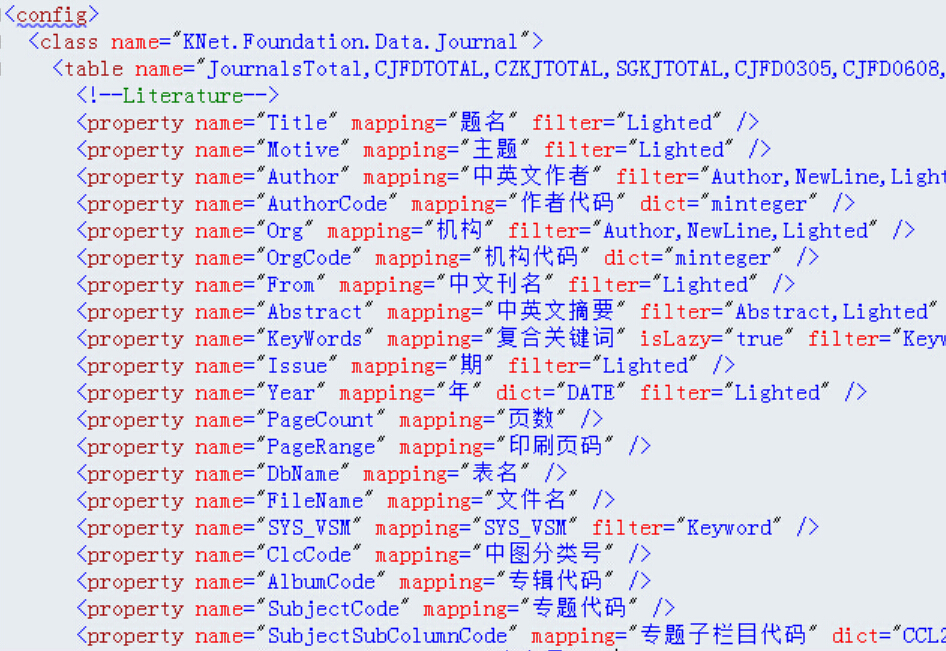 <config>
<class name="KNet.Foundation.Data.Journal">
<table name="JournalsTotal,CJFDTOTAL,CZKJTOTAL,SGKJTOTAL,CJFD0305,CJFD0608,
<!--Literature-->
<property name="Title" mapping="题名" filter="Lighted" />
<property name="Motive" mapping="主题" filter="Lighted" />
<property name="Author" mapping="中英文作者" filter="Author,NewLine,Light
<property name="AuthorCode" mapping="作者代码" dict="minteger" />
<property name="Org" mapping="机构" filter="Author,NewLine,Lighted" />
<property name="OrgCode" mapping="机构代码" dict="minteger" />
<property name="From" mapping="中文刊名" filter="Lighted" />
<property name="Abstract" mapping="中英文摘要" filter="Abstract,Lighted"
<property name="KeyWords" mapping="复合关键词" isLazy="true" filter="Keyw
<property name="Issue" mapping="期" filter="Lighted" />
<property name="Year" mapping="年" dict="DATE" filter="Lighted" />
<property name="PageCount" mapping="页数" />
<property name="PageRange" mapping="印刷页码" />
<property name="DbName" mapping="表名" />
<property name="FileName" mapping="文件名" />
<property name="SYS_VSM" mapping="SYS_VSM" filter="Keyword" />
<property name="ClcCode" mapping="中图分类号" />
<property name="AlbumCode" mapping="专辑代码" />
<property name="SubjectCode" mapping="专题代码" />
<property name="SubjectSubColumnCode" mapping="专题子栏目代码" dict="CCL2